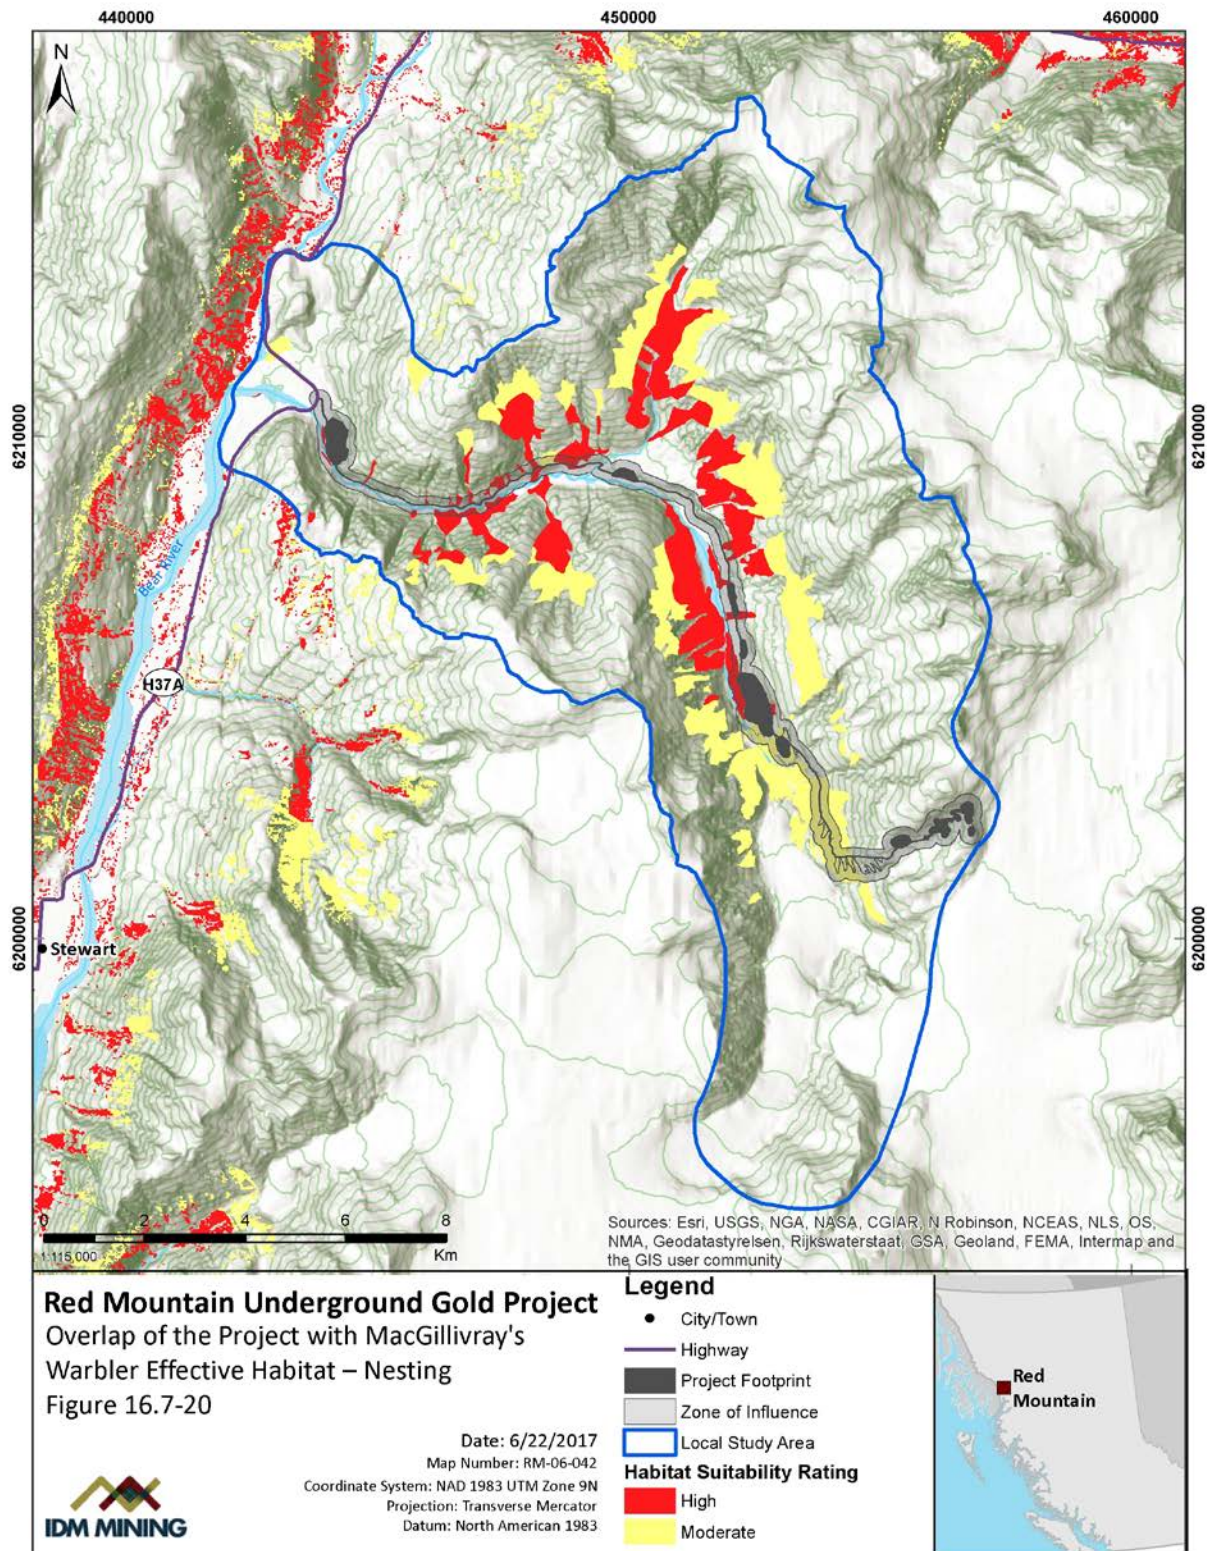 440000 450000 460000
N
6210000
6210000
Bear River
H37A
6200000
6200000
Stewart
0 2 4 6 8
Km
1:115,000
Sources: Esri, USGS, NGA, NASA, CGIAR, N Robinson, NCEAS, NLS, OS,
NMA, Geodatastyrelsen, Rijkswaterstaat, GSA, Geoland, FEMA, Intermap and
the GIS user community
Red Mountain Underground Gold Project
Overlap of the Project with MacGillivray's
Warbler Effective Habitat – Nesting
Figure 16.7-20
Date: 6/22/2017
Map Number: RM-06-042
Coordinate System: NAD 1983 UTM Zone 9N
Projection: Transverse Mercator
Datum: North American 1983
IDM MINING
Legend
City/Town
Highway
Project Footprint
Zone of Influence
Local Study Area
Habitat Suitability Rating
High
Moderate
Red
Mountain